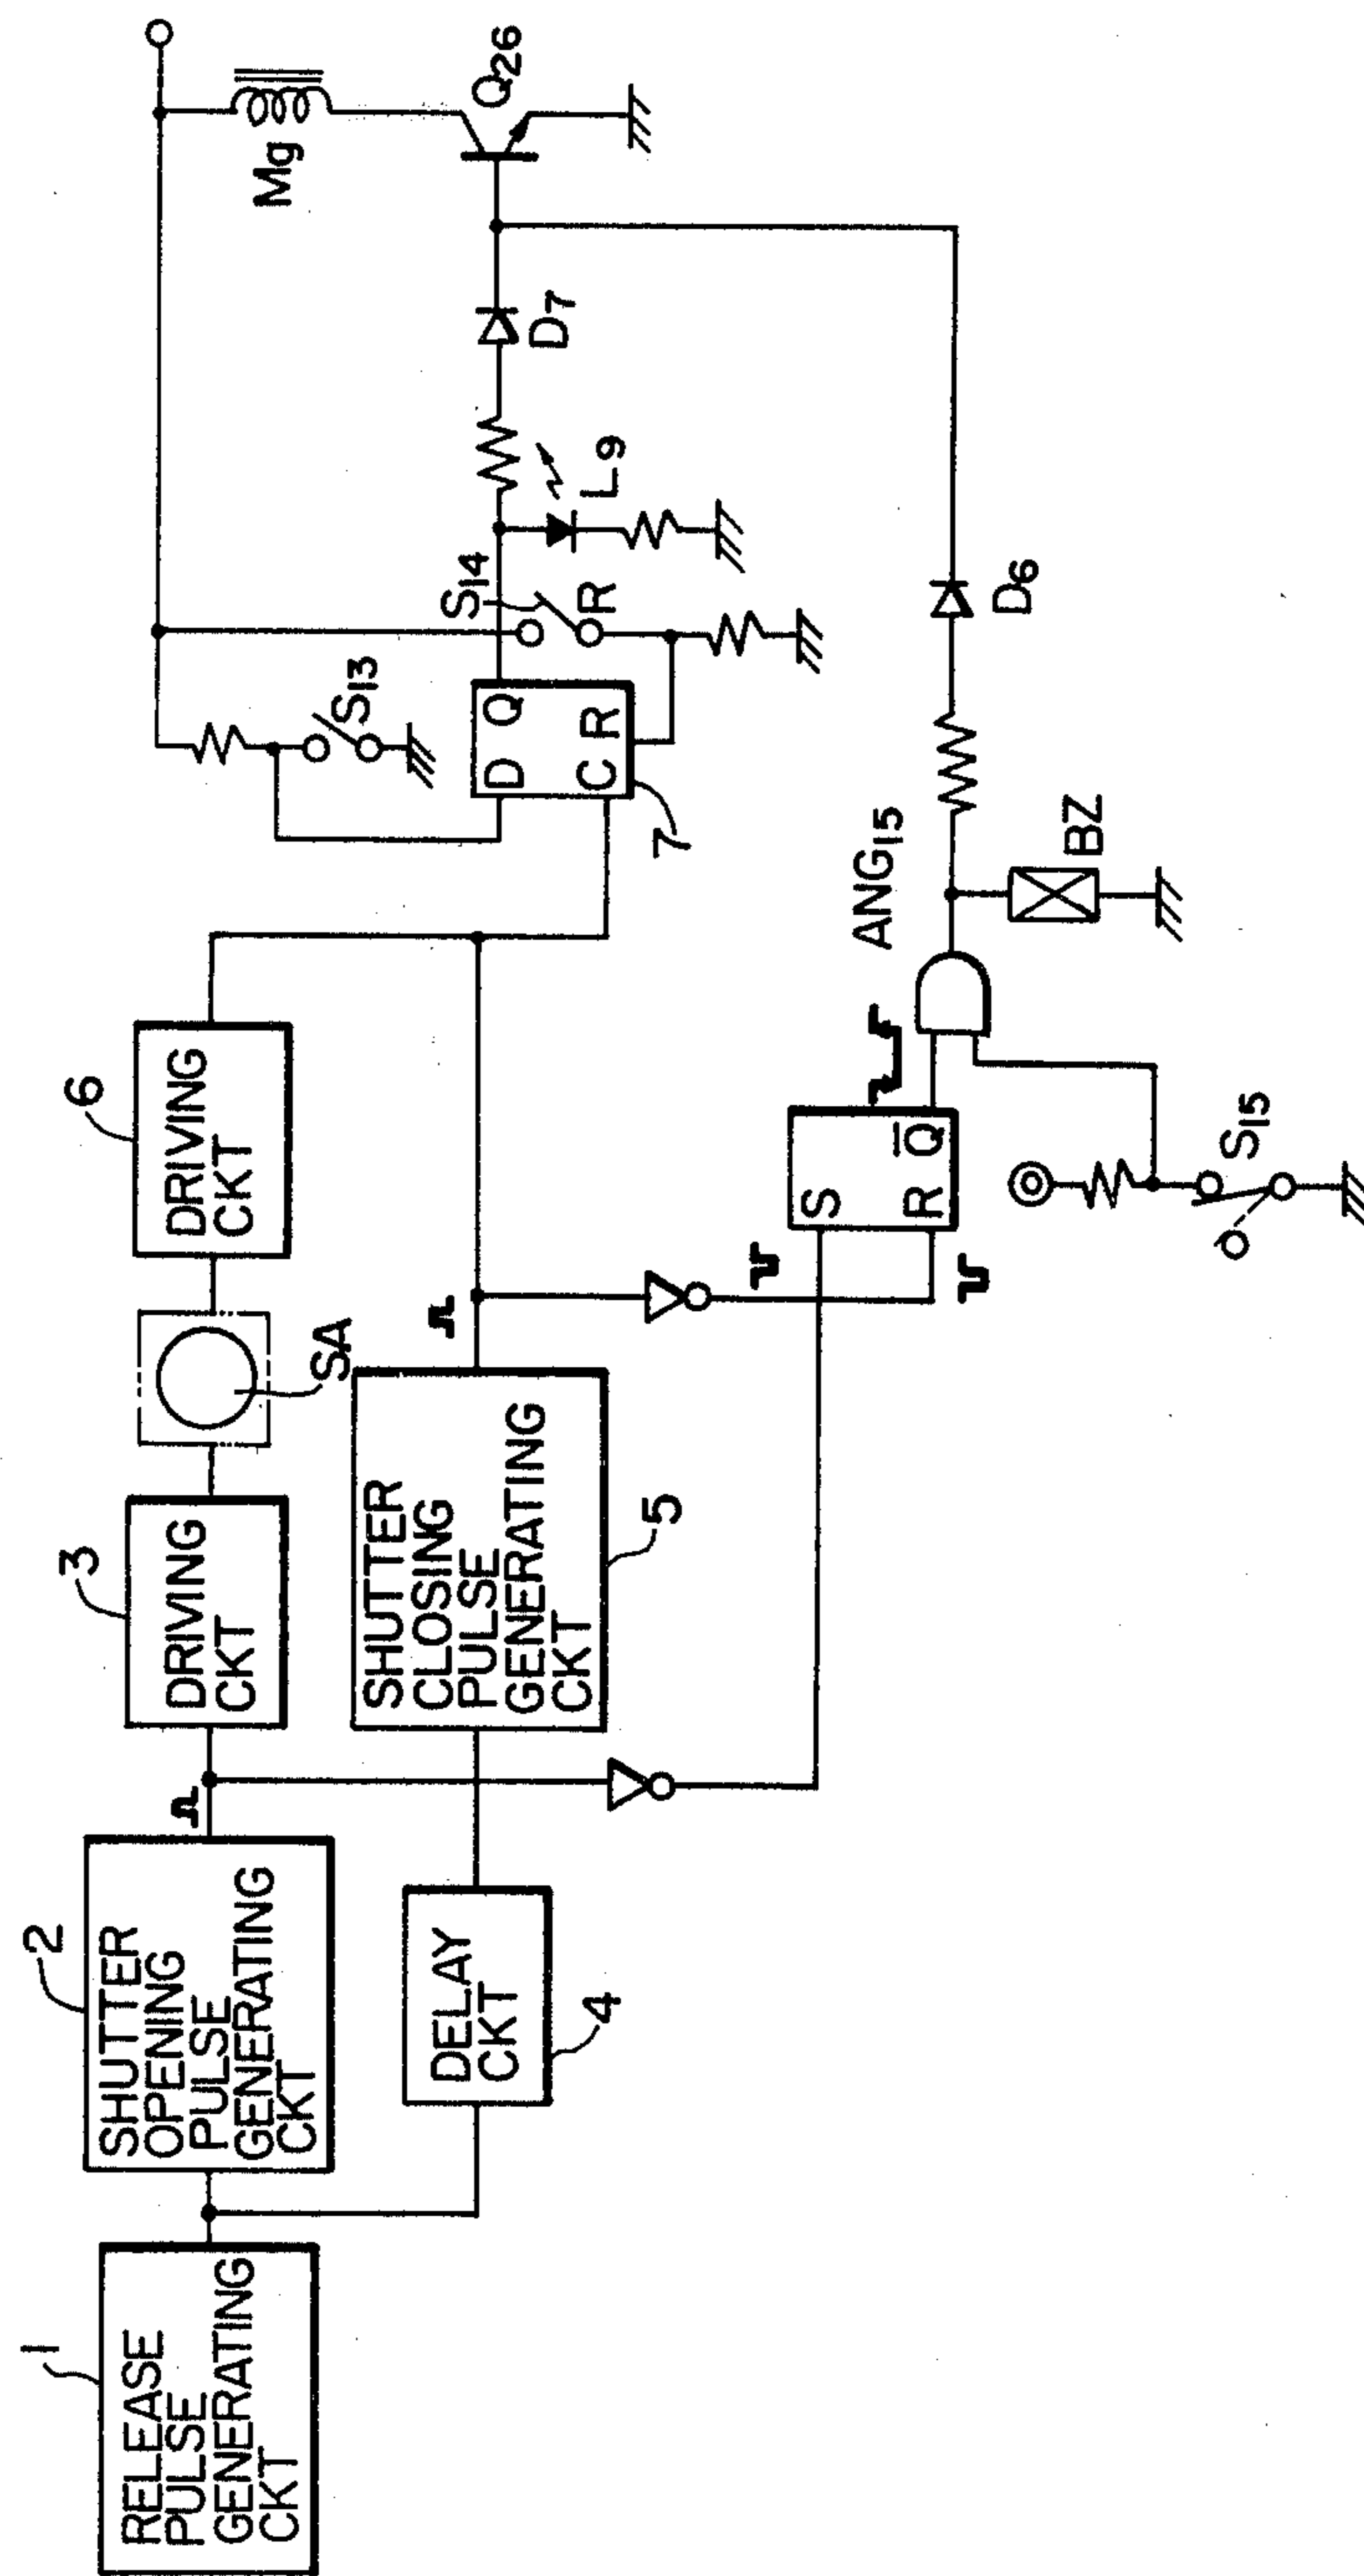 1
RELEASE
PULSE
GENERATING
CKT
2
SHUTTER
OPENING
PULSE
GENERATING
CKT
3
DRIVING
CKT
SA
6
DRIVING
CKT
4
DELAY
CKT
5
SHUTTER
CLOSING
PULSE
GENERATING
CKT
S13
S14
R
D Q
C R
7
L9
D7
Mg
Q26
S
R Q̅
ANG15
BZ
D6
S15